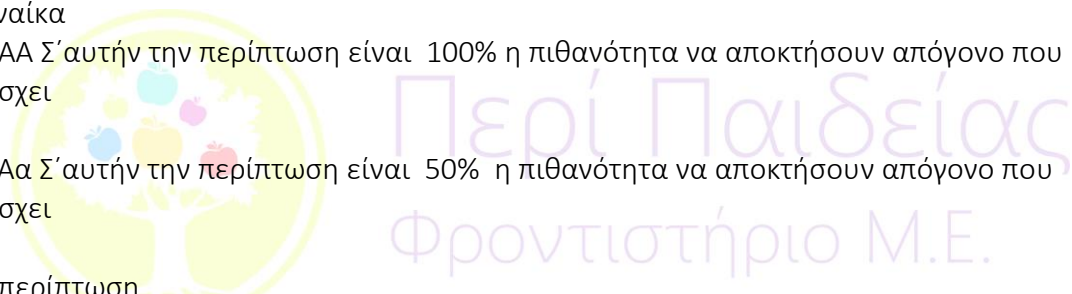 ναίκα
ΑΑ Σ΄αυτήν την περίπτωση είναι 100% η πιθανότητα να αποκτήσουν απόγονο που
σχει
Περί Παιδείας
Αα Σ΄αυτήν την περίπτωση είναι 50% η πιθανότητα να αποκτήσουν απόγονο που
σχει
Φροντιστήριο Μ.Ε.
περίπτωση